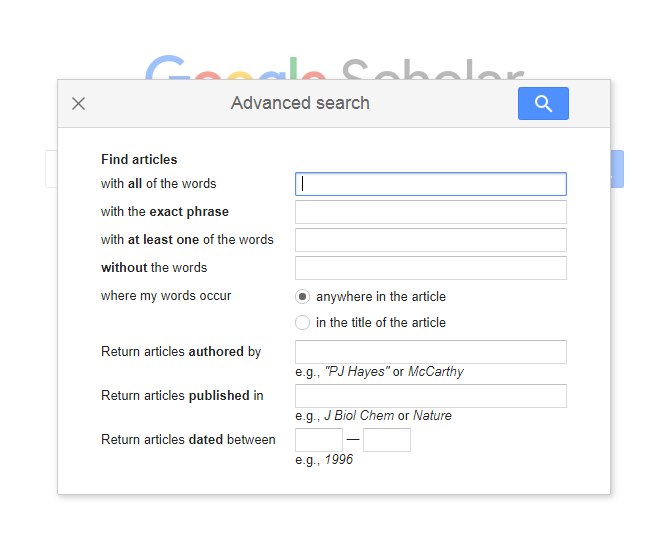 Google Scholar
Advanced search
Find articles
with all of the words
with the exact phrase
with at least one of the words
without the words
where my words occur
anywhere in the article
in the title of the article
Return articles authored by
e.g., "PJ Hayes" or McCarthy
Return articles published in
e.g., J Biol Chem or Nature
Return articles dated between
—
e.g., 1996